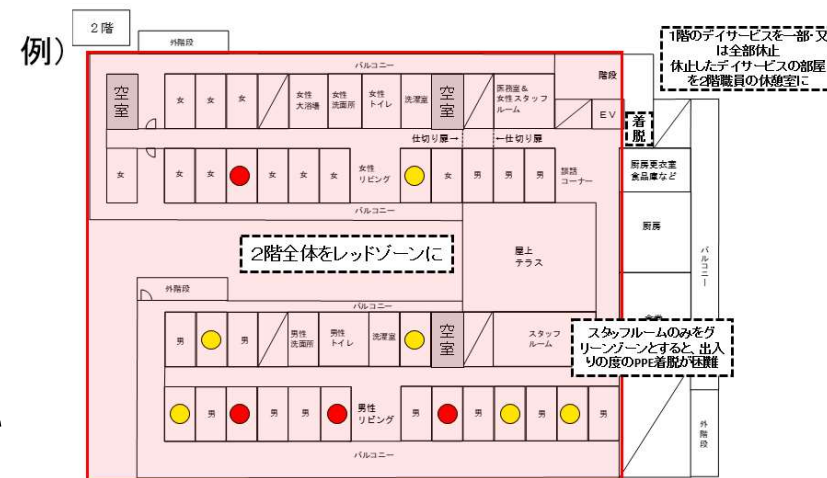 例）
2階
外階段
バルコニー
1階のデイサービスを一部・又
は全部休止
休止したデイサービスの部屋
を2階職員の休憩室に
空室
女
女
女
女性
大浴場
女性
洗面所
女性
トイレ
洗濯室
空室
医務室＆
女性スタッフ
ルーム
階段
EV
着脱
仕切り扉→
←仕切り扉
女
女
女
女
女
女
女性
リビング
女
男
男
男
談話
コーナー
厨房更衣室
食品庫など
バルコニー
厨房
2階全体をレッドゾーンに
屋上
テラス
バルコニー
外階段
バルコニー
男
男
男性
洗面所
男性
トイレ
洗濯室
空室
スタッフ
ルーム
スタッフルームのみをグ
リーンゾーンとすると、出入
りの度のPPE着脱が困難
男
男
男
男性
リビング
男
男
男
バルコニー
外階段